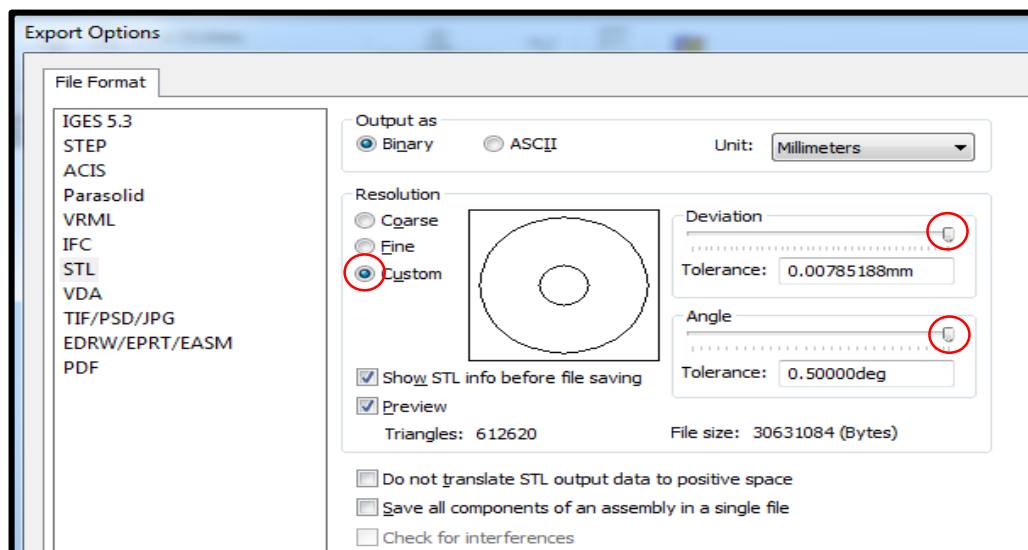 Export Options
File Format
IGES 5.3
STEP
ACIS
Parasolid
VRML
IFC
STL
VDA
TIF/PSD/JPG
EDRW/EPRT/EASM
PDF
Output as
Binary
ASCII
Unit: Millimeters
Resolution
Coarse
Fine
Custom
Deviation
Tolerance: 0.00785188mm
Angle
Tolerance: 0.50000deg
Show STL info before file saving
Preview
Triangles: 612620
File size: 30631084 (Bytes)
Do not translate STL output data to positive space
Save all components of an assembly in a single file
Check for interferences